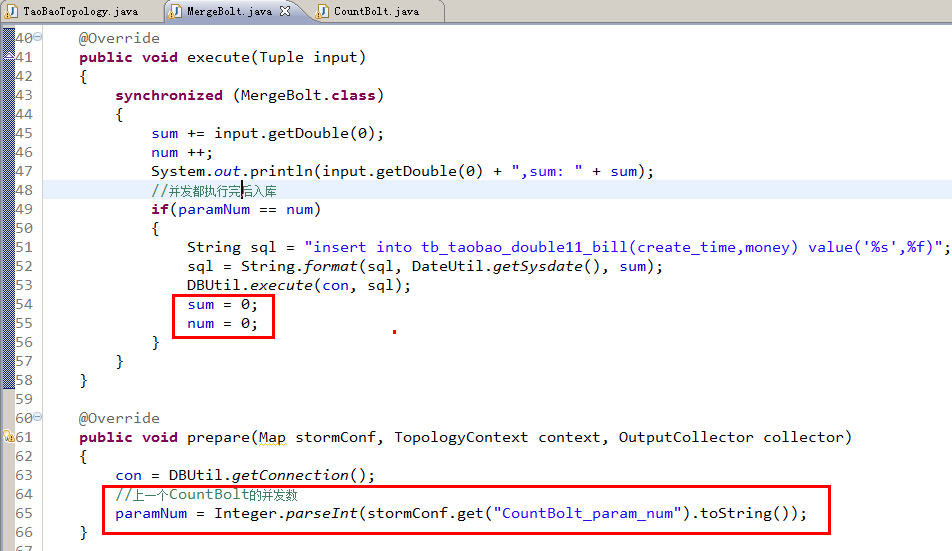 TaoBaoTopology.java MergeBolt.java CountBolt.java
40 @Override
41 public void execute(Tuple input)
42 {
43 synchronized (MergeBolt.class)
44 {
45 sum += input.getDouble(0);
46 num ++;
47 System.out.println(input.getDouble(0) + ",sum: " + sum);
48 //并发都执行完后入库
49 if(paramNum == num)
50 {
51 String sql = "insert into tb_taobao_double11_bill(create_time,money) value('%s',%f)";
52 sql = String.format(sql, DateUtil.getSysdate(), sum);
53 DBUtil.execute(con, sql);
54 sum = 0;
55 num = 0;
56 }
57 }
58 }
59
60 @Override
61 public void prepare(Map stormConf, TopologyContext context, OutputCollector collector)
62 {
63 con = DBUtil.getConnection();
64 //上一个CountBolt的并发数
65 paramNum = Integer.parseInt(stormConf.get("CountBolt_param_num").toString());
66 }
67